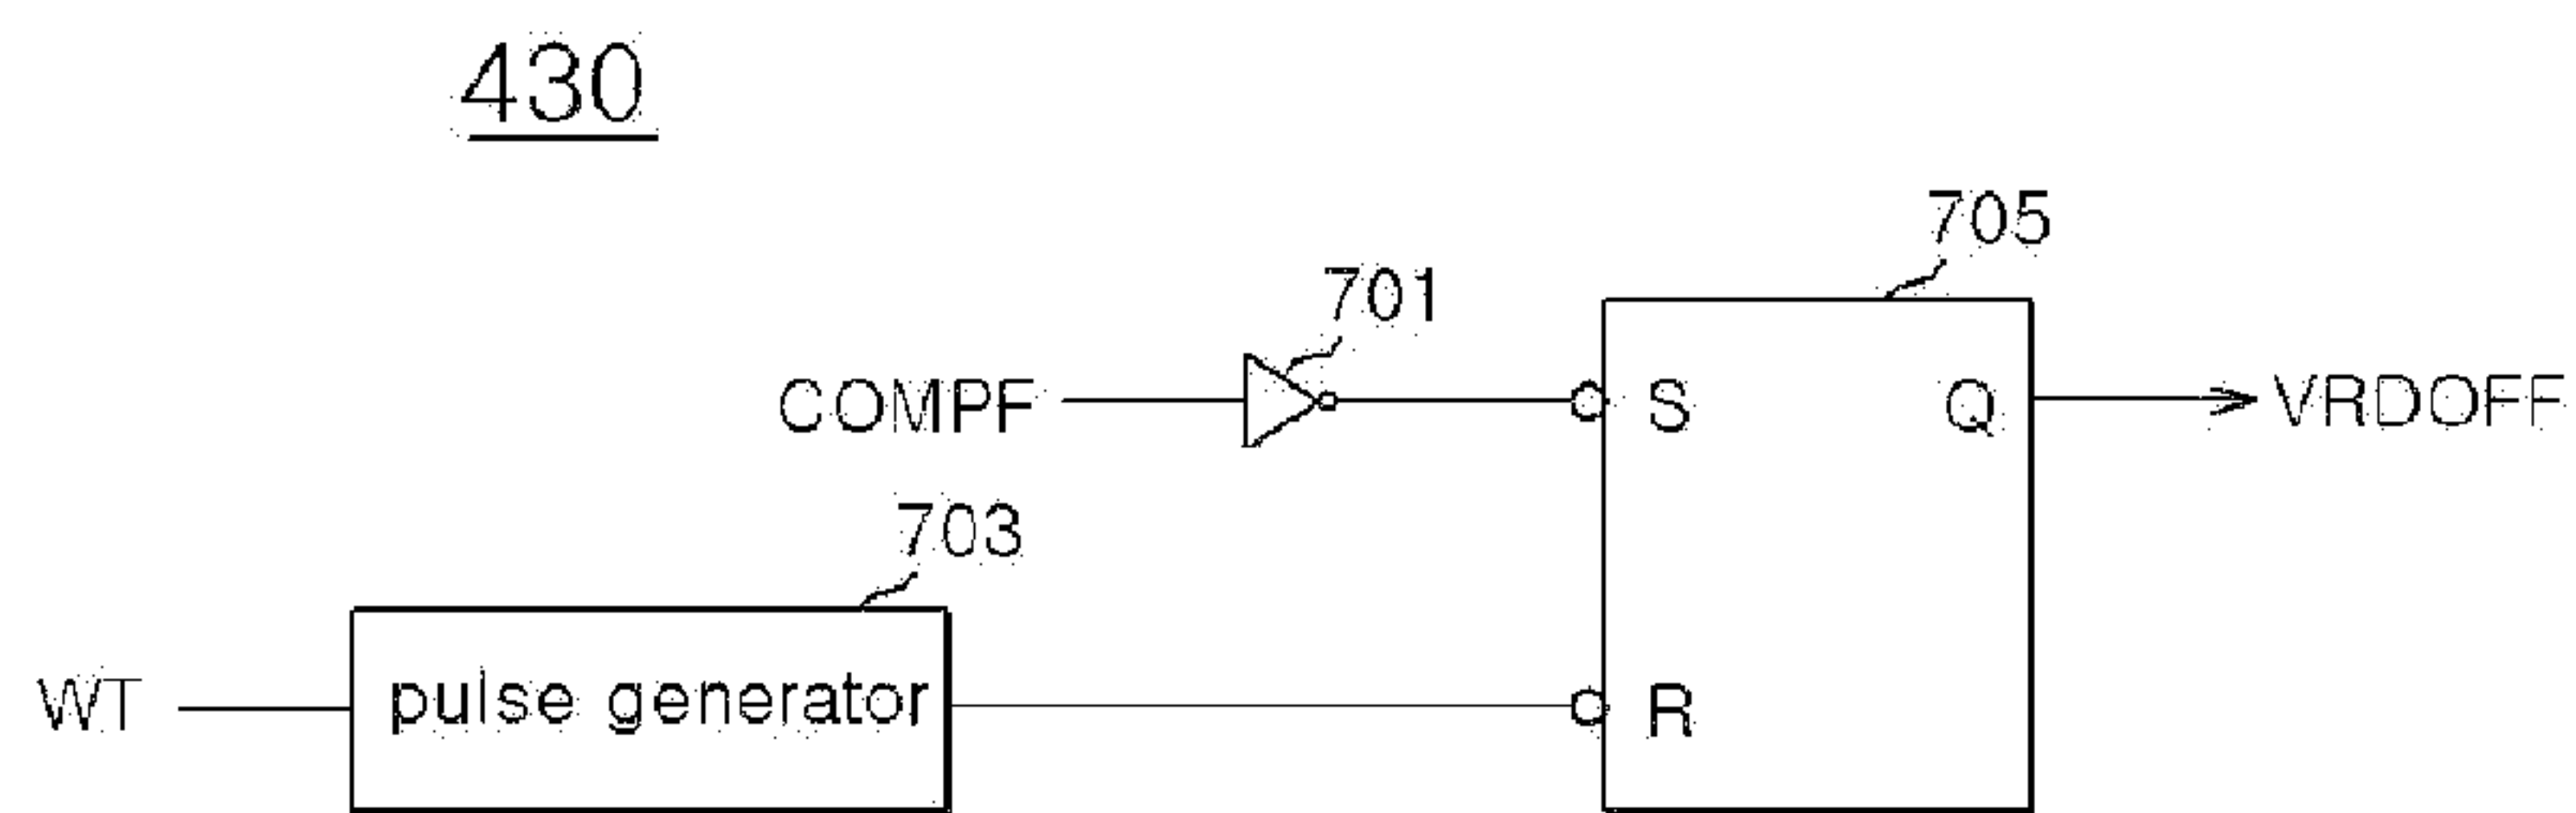 430
705
701
COMPF
S
Q
VRDOFF
703
WT
pulse generator
R